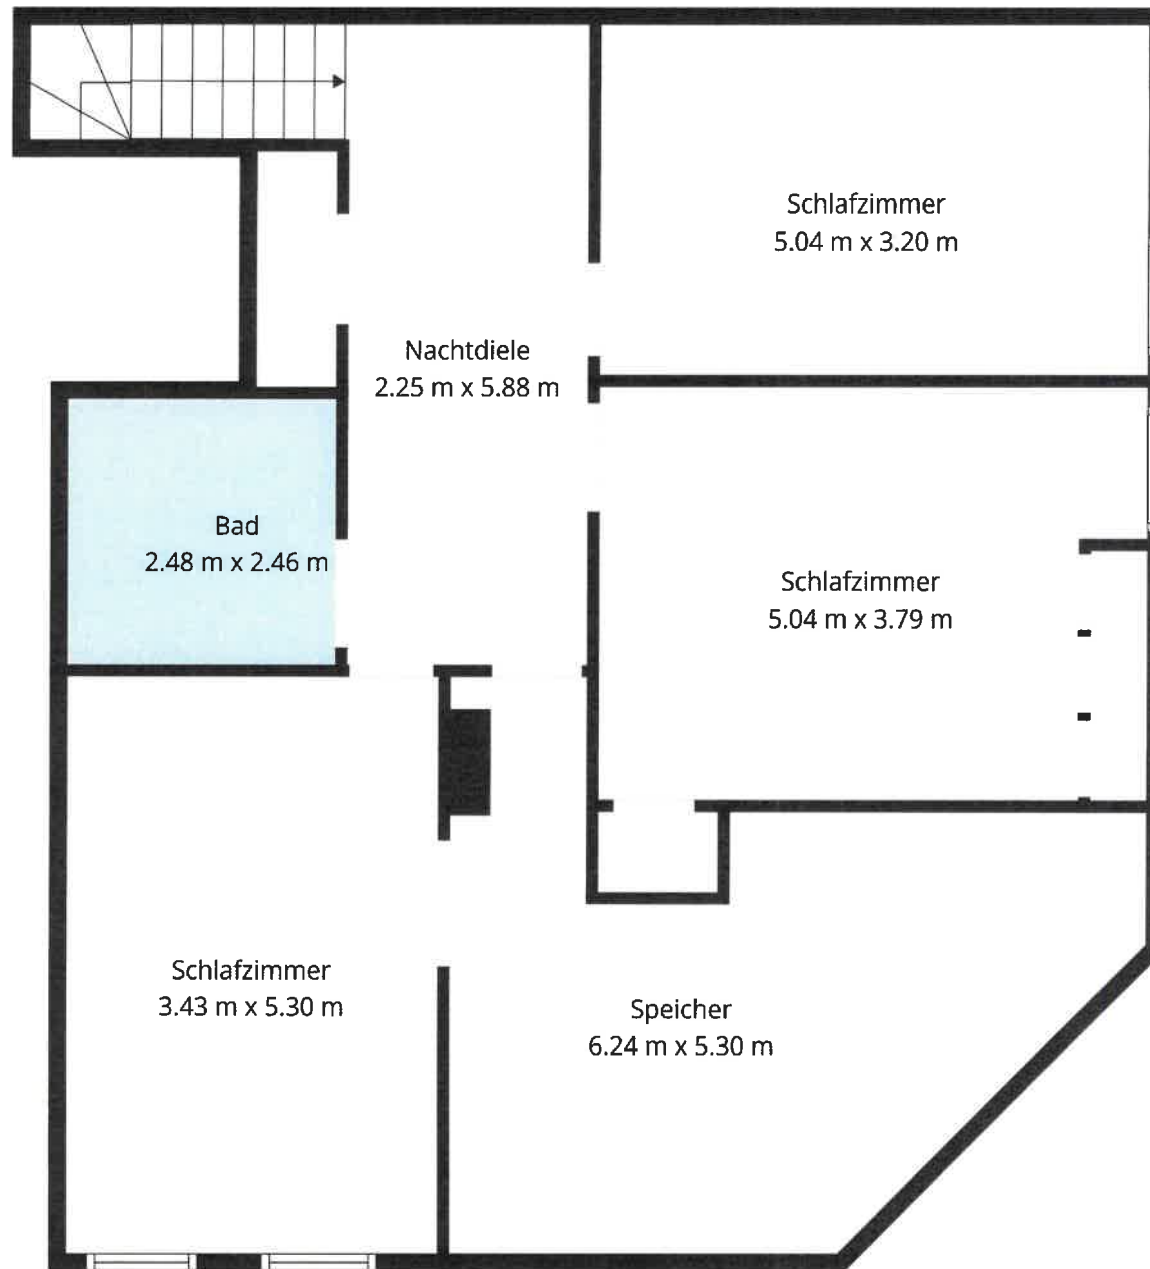 Schlafzimmer
5.04 m x 3.20 m
Nachtdiele
2.25 m x 5.88 m
Bad
2.48 m x 2.46 m
Schlafzimmer
5.04 m x 3.79 m
Schlafzimmer
3.43 m x 5.30 m
Speicher
6.24 m x 5.30 m